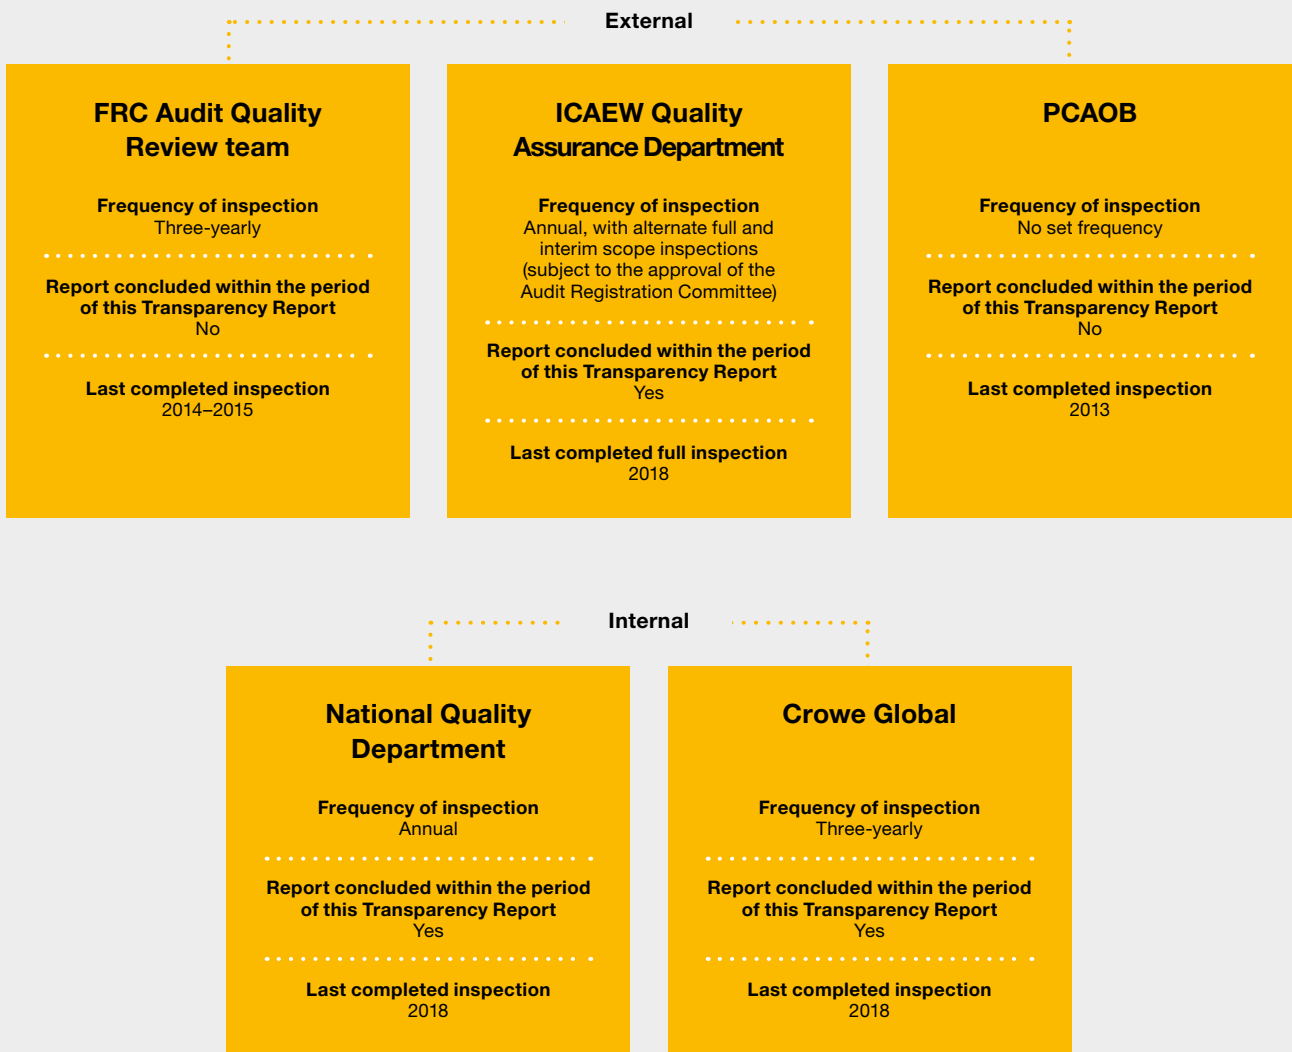 External
FRC Audit Quality
Review team
Frequency of inspection
Three-yearly
Report concluded within the period
of this Transparency Report
No
Last completed inspection
2014–2015
ICAEW Quality
Assurance Department
Frequency of inspection
Annual, with alternate full and
interim scope inspections
(subject to the approval of the
Audit Registration Committee)
Report concluded within the period
of this Transparency Report
Yes
Last completed full inspection
2018
PCAOB
Frequency of inspection
No set frequency
Report concluded within the period
of this Transparency Report
No
Last completed inspection
2013
Internal
National Quality
Department
Frequency of inspection
Annual
Report concluded within the period
of this Transparency Report
Yes
Last completed inspection
2018
Crowe Global
Frequency of inspection
Three-yearly
Report concluded within the period
of this Transparency Report
Yes
Last completed inspection
2018